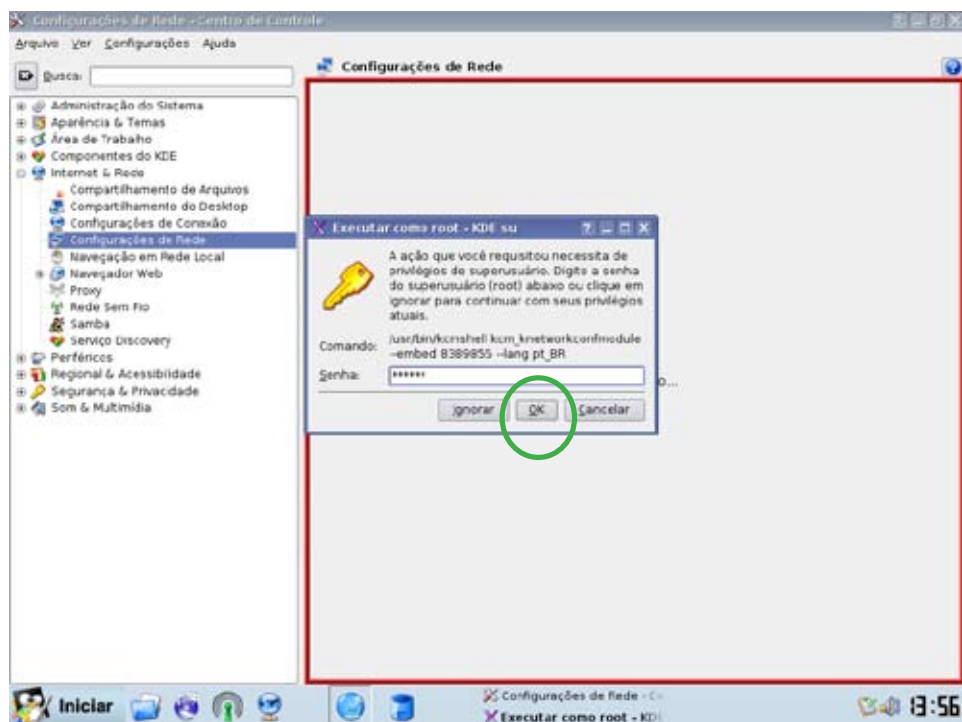 Configurações de Rede - Centro de Controle
Arquivo Ver Configurações Ajuda
Busca:
Configurações de Rede
Administração do Sistema
Aparência & Temas
Área de Trabalho
Componentes do KDE
Internet & Rede
Compartilhamento de Arquivos
Compartilhamento do Desktop
Configurações de Conexão
Configurações de Rede
Navegação em Rede Local
Navegador Web
Proxy
Rede Sem Fio
Samba
Serviço Discovery
Periféricos
Regional & Acessibilidade
Segurança & Privacidade
Som & Multimídia
Executar como root - KDE su
A ação que você requisitou necessita de
privilégios de superusuário. Digite a senha
do superusuário (root) abaixo ou clique em
ignorar para continuar com seus privilégios
atuais.
Comando: /usr/bin/kcmshell kcm_knetworkconfmodule
--embed 8389855 --lang pt_BR
Senha: ******
o...
Ignorar OK Cancelar
Iniciar
Configurações de Rede - C
Executar como root - KD
13:56